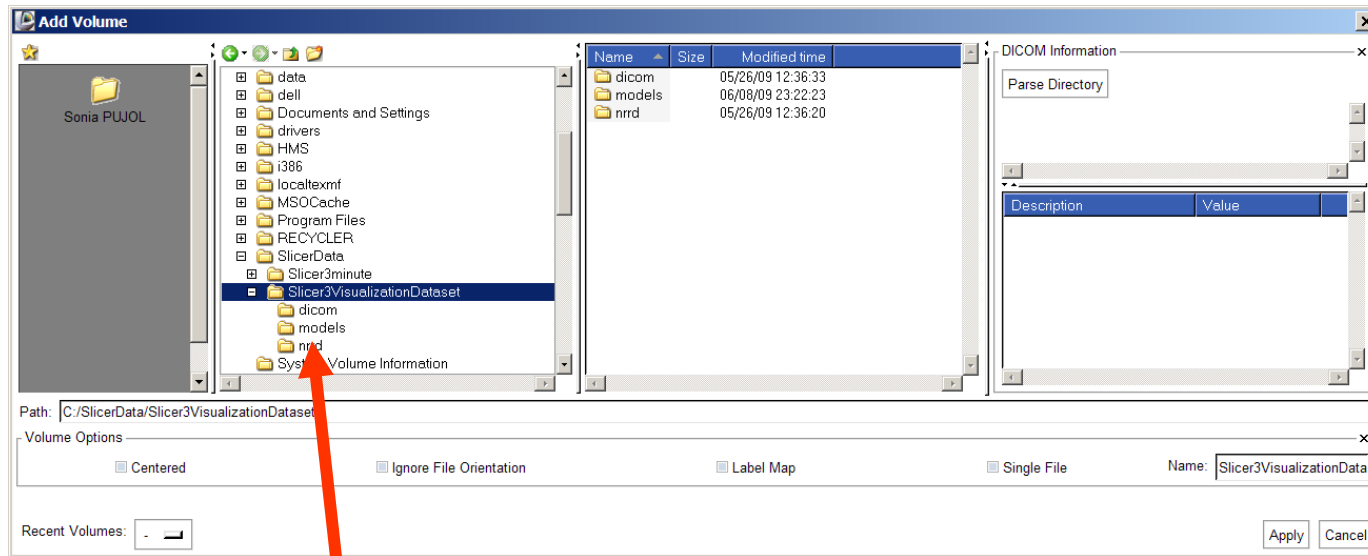 Add Volume
Sonia PUJOL
data
dell
Documents and Settings
drivers
HMS
i386
localtexmf
MSOCache
Program Files
RECYCLER
SlicerData
Slicer3minute
Slicer3VisualizationDataset
dicom
models
System Volume Information
Name Size Modified time
dicom 05/26/09 12:36:33
models 06/08/09 23:22:23
nrrd 05/26/09 12:36:20
DICOM Information
Parse Directory
Description Value
Path: C:/SlicerData/Slicer3VisualizationDataset
Volume Options
Centered Ignore File Orientation Label Map Single File Name: Slicer3VisualizationData
Recent Volumes: -
Apply Cancel